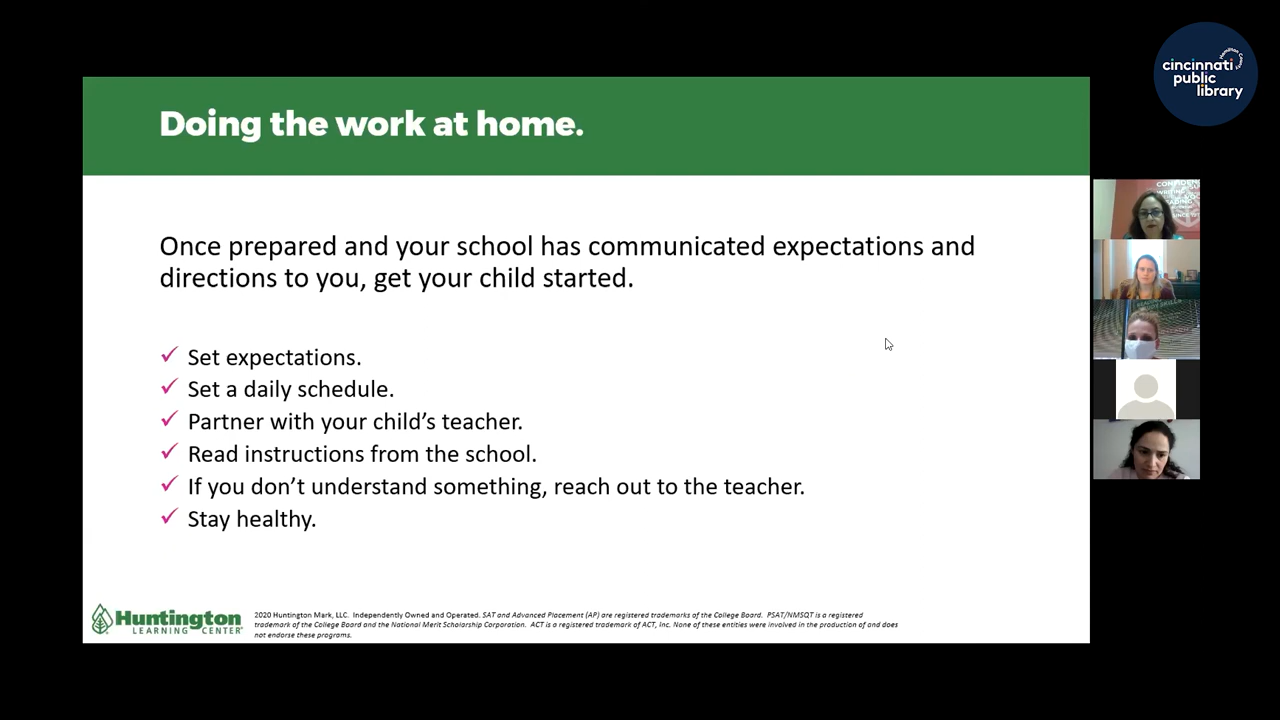 cincinnati
public
library
Doing the work at home.
Once prepared and your school has communicated expectations and
directions to you, get your child started.
✓ Set expectations.
✓ Set a daily schedule.
✓ Partner with your child’s teacher.
✓ Read instructions from the school.
✓ If you don’t understand something, reach out to the teacher.
✓ Stay healthy.
Huntington
LEARNING CENTER
2020 Huntington Mark, LLC. Independently Owned and Operated. SAT and Advanced Placement (AP) are registered trademarks of the College Board. PSAT/NMSQT is a registered
trademark of the College Board and the National Merit Scholarship Corporation. ACT is a registered trademark of ACT, Inc. None of these entities were involved in the production of and does
not endorse these programs.